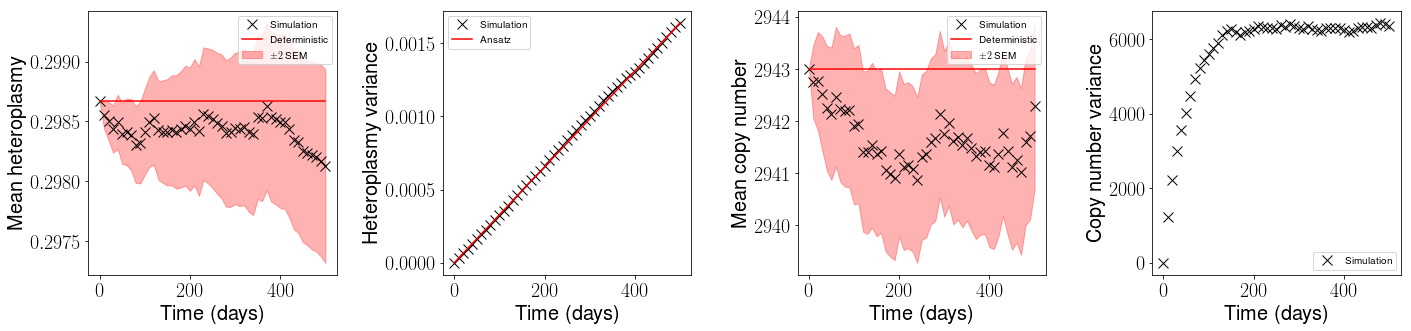 Mean heteroplasmy
0.2990
0.2985
0.2980
0.2975
0
200
400
Time (days)
Simulation
Deterministic
±2 SEM
Heteroplasmy variance
0.0015
0.0010
0.0005
0.0000
0
200
400
Time (days)
Simulation
Ansatz
Mean copy number
2944
2943
2942
2941
2940
0
200
400
Time (days)
Simulation
Deterministic
±2 SEM
Copy number variance
6000
4000
2000
0
0
200
400
Time (days)
Simulation